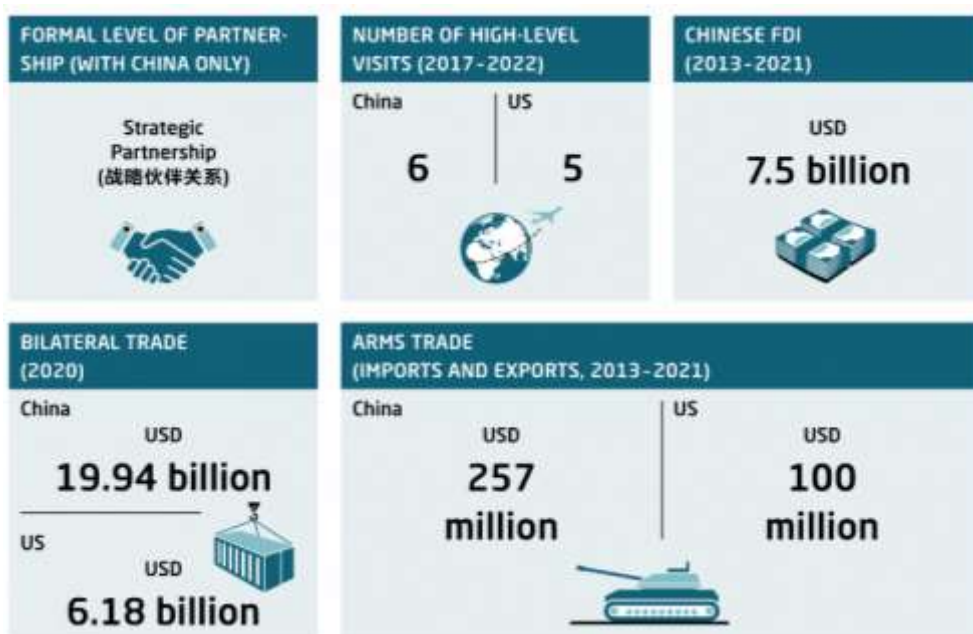 FORMAL LEVEL OF PARTNER-
SHIP (WITH CHINA ONLY)
Strategic
Partnership
(战略伙伴关系)
NUMBER OF HIGH-LEVEL
VISITS (2017-2022)
China
US
6
5
CHINESE FDI
(2013-2021)
USD
7.5 billion
BILATERAL TRADE
(2020)
China
USD
19.94 billion
US
USD
6.18 billion
ARMS TRADE
(IMPORTS AND EXPORTS, 2013-2021)
China
USD
257
million
US
USD
100
million